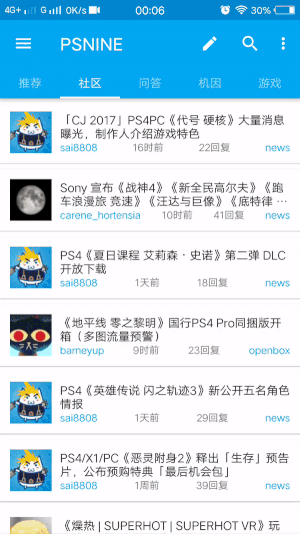 4G+ G 0K/s 00:06 30%
PSNINE
推荐 社区 问答 机因 游戏
「CJ 2017」PS4PC《代号 硬核》大量消息
曝光，制作人介绍游戏特色
sai8808 16时前 22回复 news
Sony 宣布《战神4》《新全民高尔夫》《跑
车浪漫旅 竞速》《汪达与巨像》《底特律 …
carene_hortensia 10时前 41回复 news
PS4《夏日课程 艾莉森·史诺》第二弹 DLC
开放下载
sai8808 1天前 18回复 news
《地平线 零之黎明》国行PS4 Pro同捆版开
箱（多图流量预警）
barneyup 9时前 23回复 openbox
PS4《英雄传说 闪之轨迹3》新公开五名角色
情报
sai8808 1天前 29回复 news
PS4/X1/PC《恶灵附身2》释出「生存」预告
片，公布预购特典「最后机会包」
sai8808 1周前 39回复 news
《燥热 | SUPERHOT | SUPERHOT VR》玩